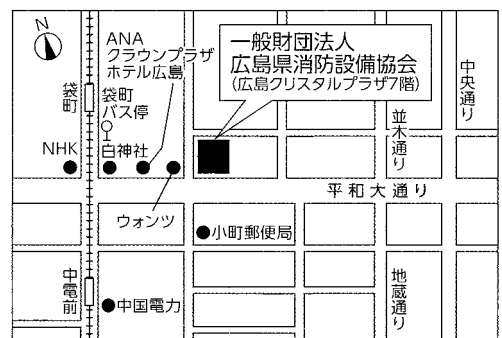 N
ANA
クラウンプラザ
ホテル広島
一般財団法人
広島県消防設備協会
(広島クリスタルプラザ7階)
中央通り
並木通り
袋町
袋町
バス停
NHK
白神社
平和大通り
ウォンツ
小町郵便局
中電前
中国電力
地蔵通り